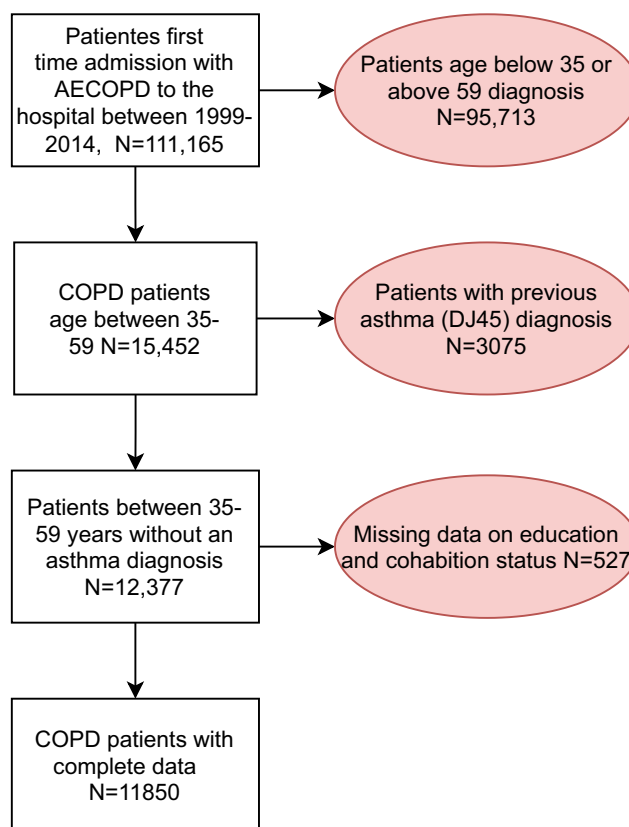 Patientes first
time admission with
AECOPD to the
hospital between 1999-
2014, N=111,165
Patients age below 35 or
above 59 diagnosis
N=95,713
COPD patients
age between 35-
59 N=15,452
Patients with previous
asthma (DJ45) diagnosis
N=3075
Patients between 35-
59 years without an
asthma diagnosis
N=12,377
Missing data on education
and cohabition status N=527
COPD patients with
complete data
N=11850